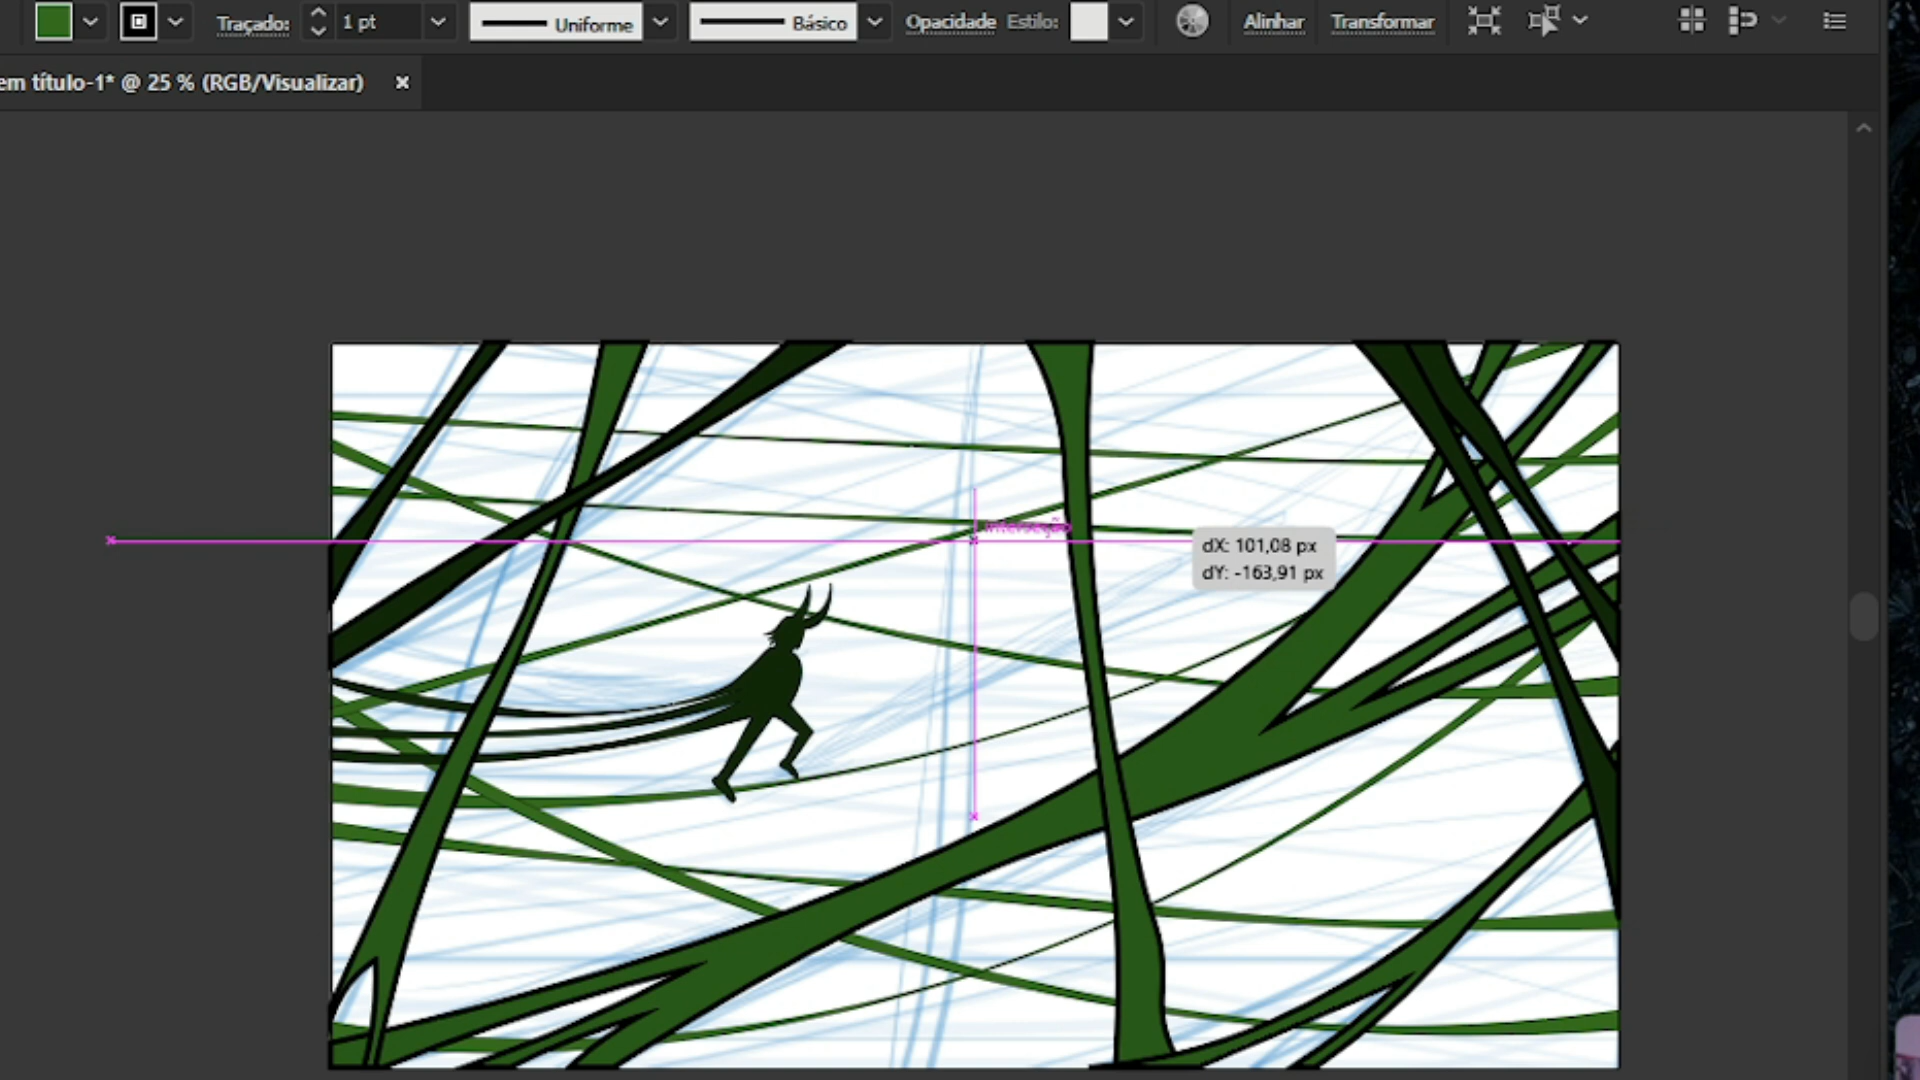 Traçado: 1 pt Uniforme Básico Opacidade Estilo: Alinhar Transformar
em título-1* @ 25 % (RGB/Visualizar)
interseção
dX: 101,08 px
dY: -163,91 px